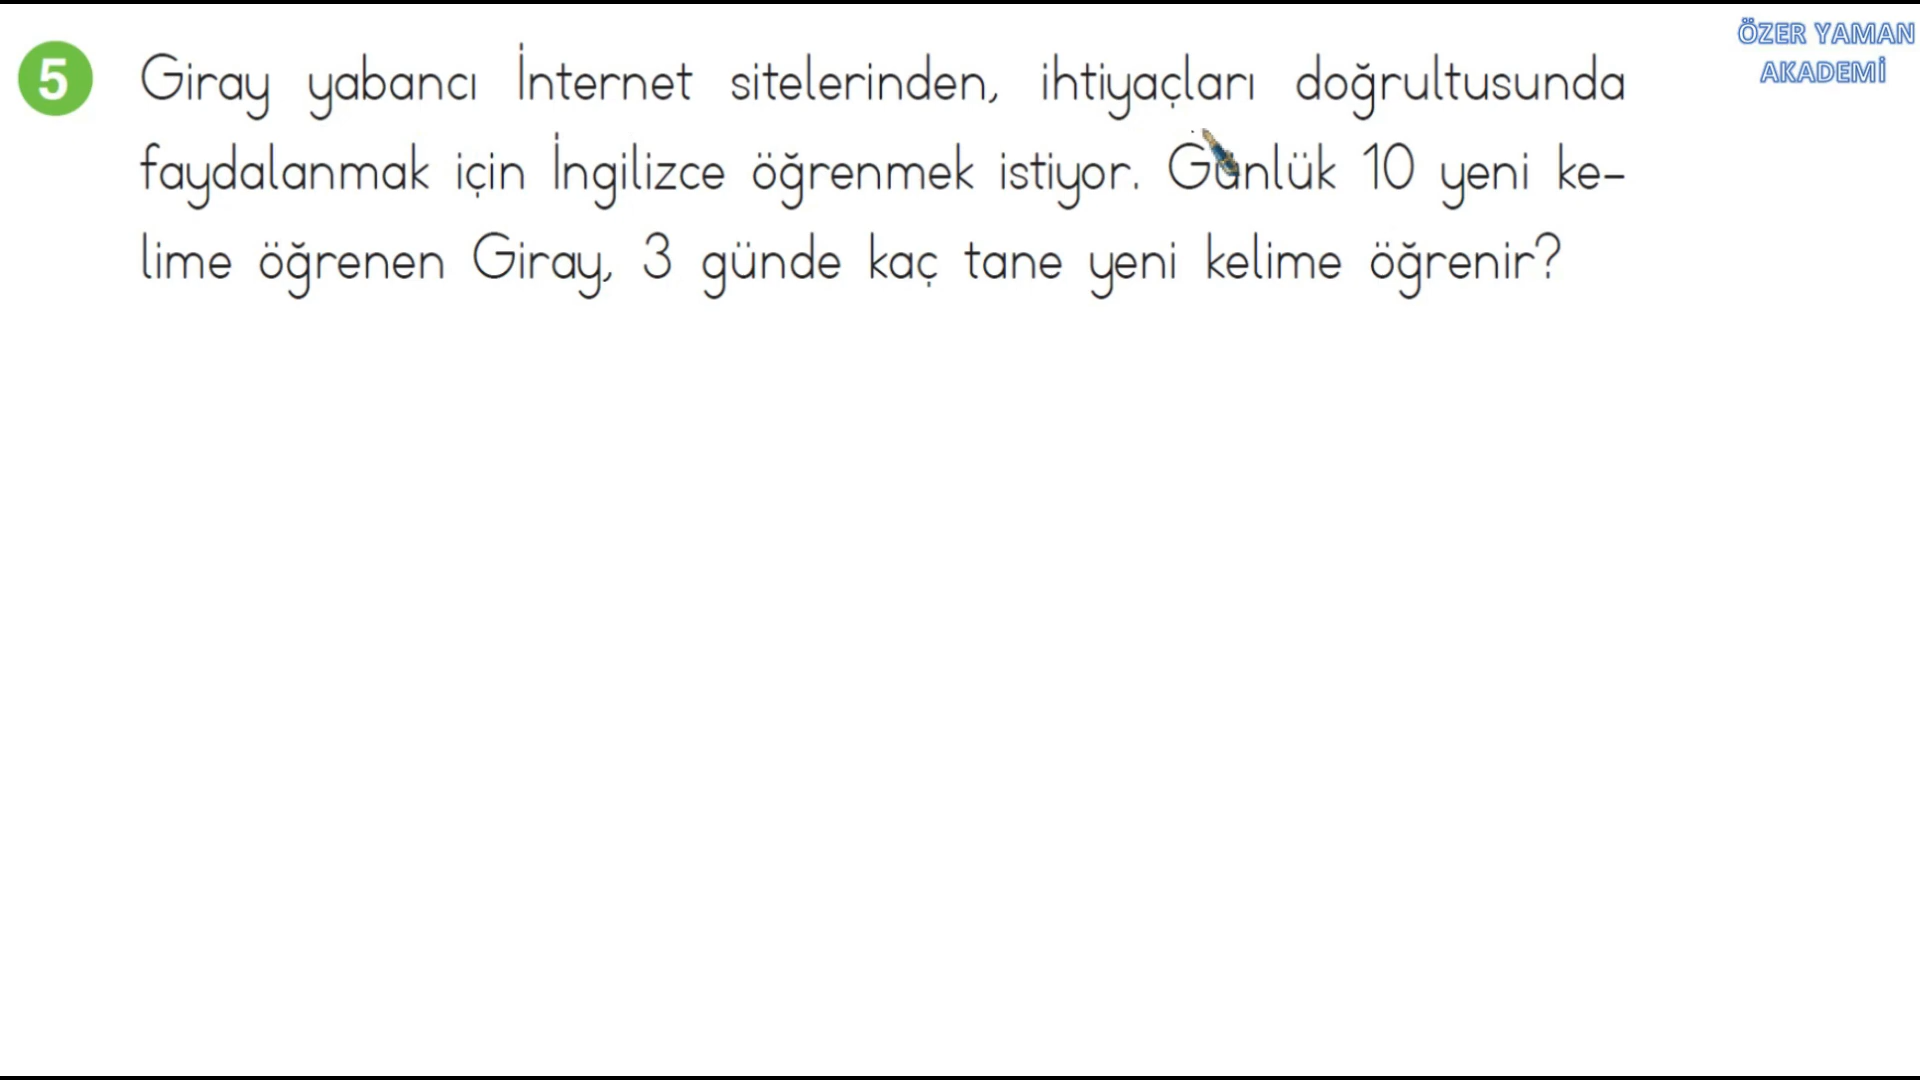 ÖZER YAMAN
AKADEMİ
5
Giray yabancı İnternet sitelerinden, ihtiyaçları doğrultusunda
faydalanmak için İngilizce öğrenmek istiyor. Günlük 10 yeni ke-
lime öğrenen Giray, 3 günde kaç tane yeni kelime öğrenir?